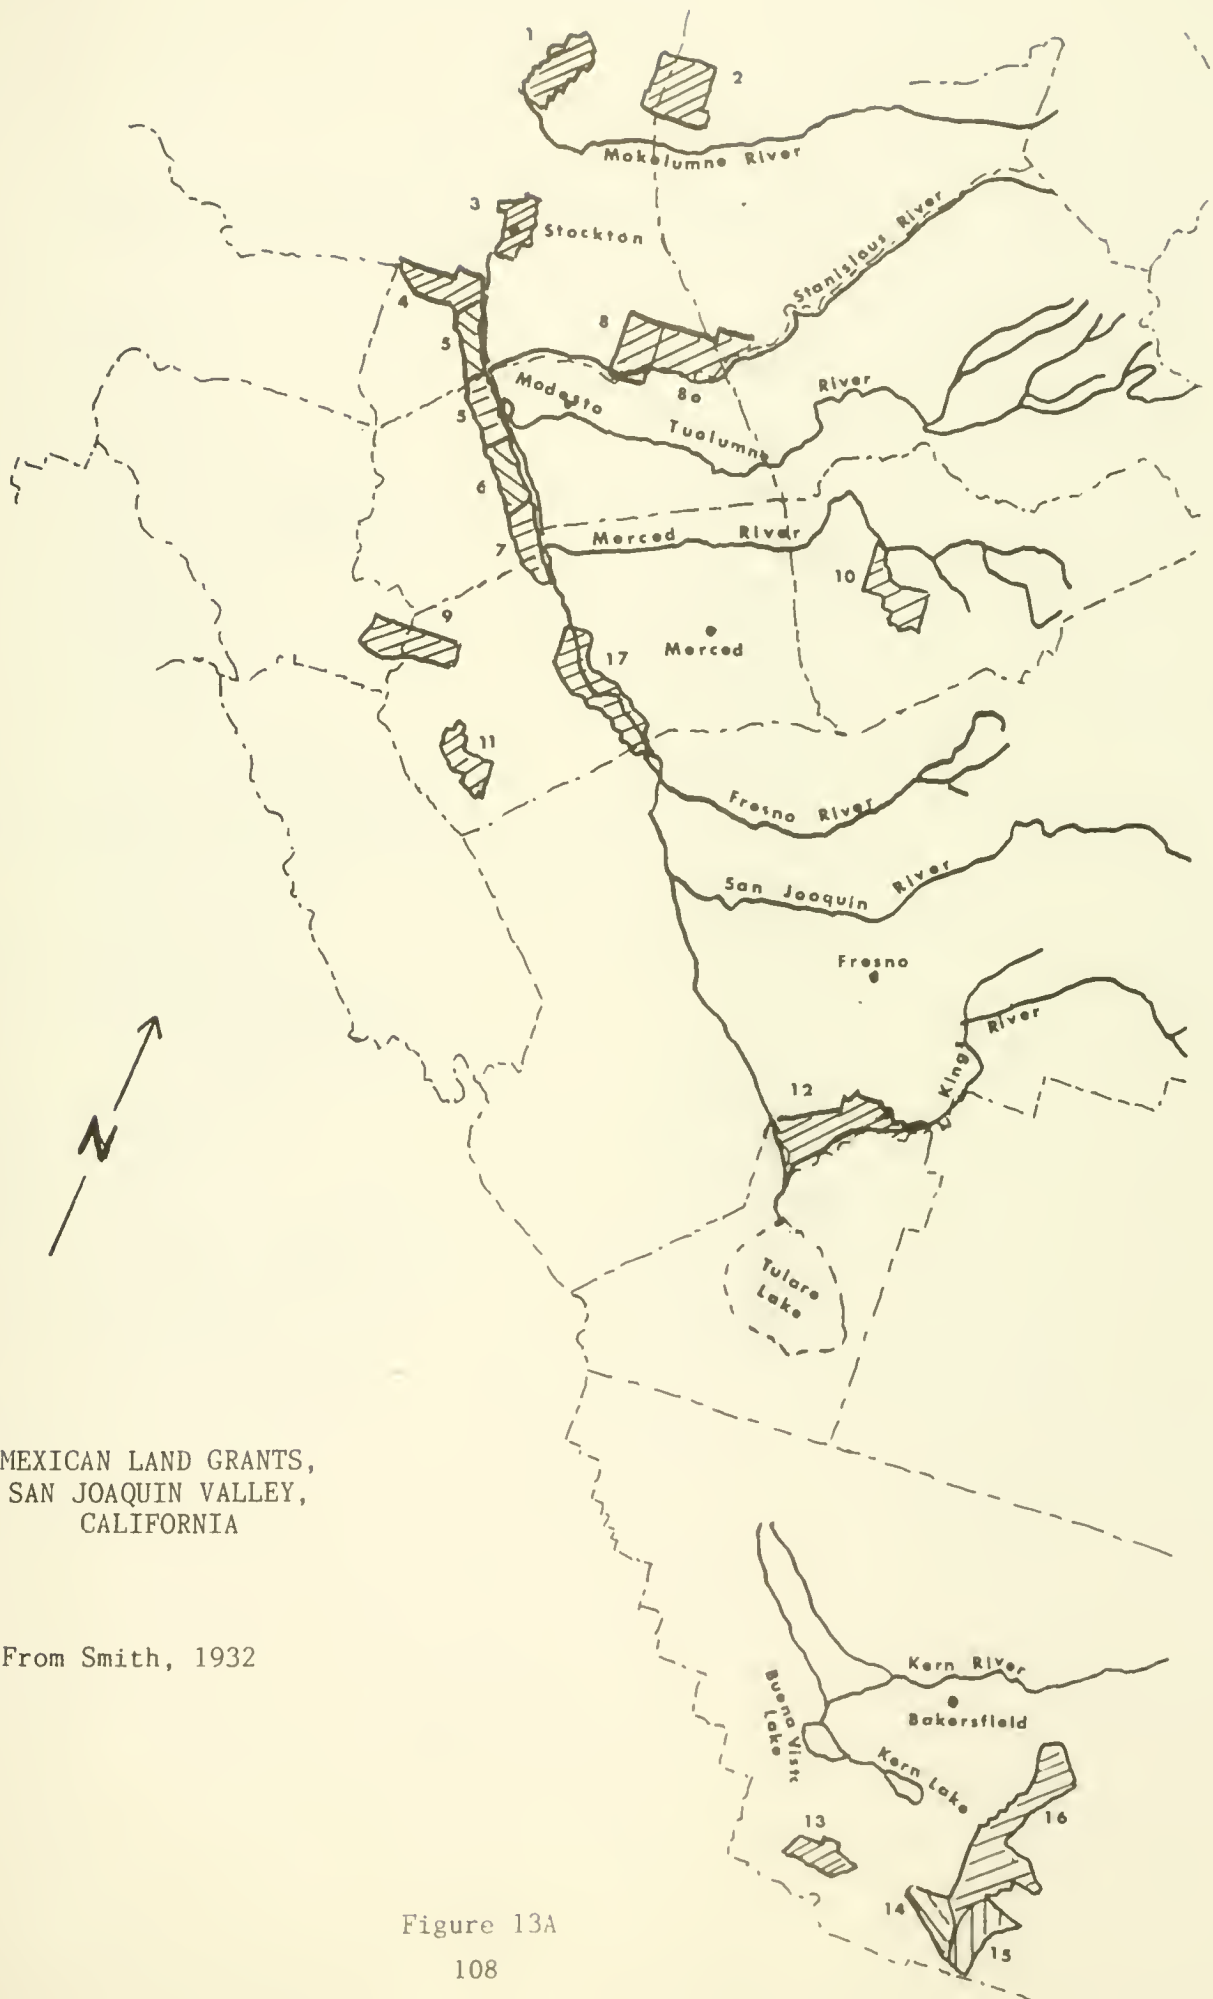 1
2
Mokelumne River
3
Stockton
Stanislaus River
4
8
5
8a
Modesto
River
5
Tuolumne
6
7
Merced River
10
9
Merced
17
11
Fresno River
San Joaquin River
Fresno
River
Kings
12
N
Tulare
Lake
MEXICAN LAND GRANTS,
SAN JOAQUIN VALLEY,
CALIFORNIA
From Smith, 1932
Kern River
Bakersfield
Buena Vista
Lake
Kern Lake
13
16
14
15
Figure 13A
108